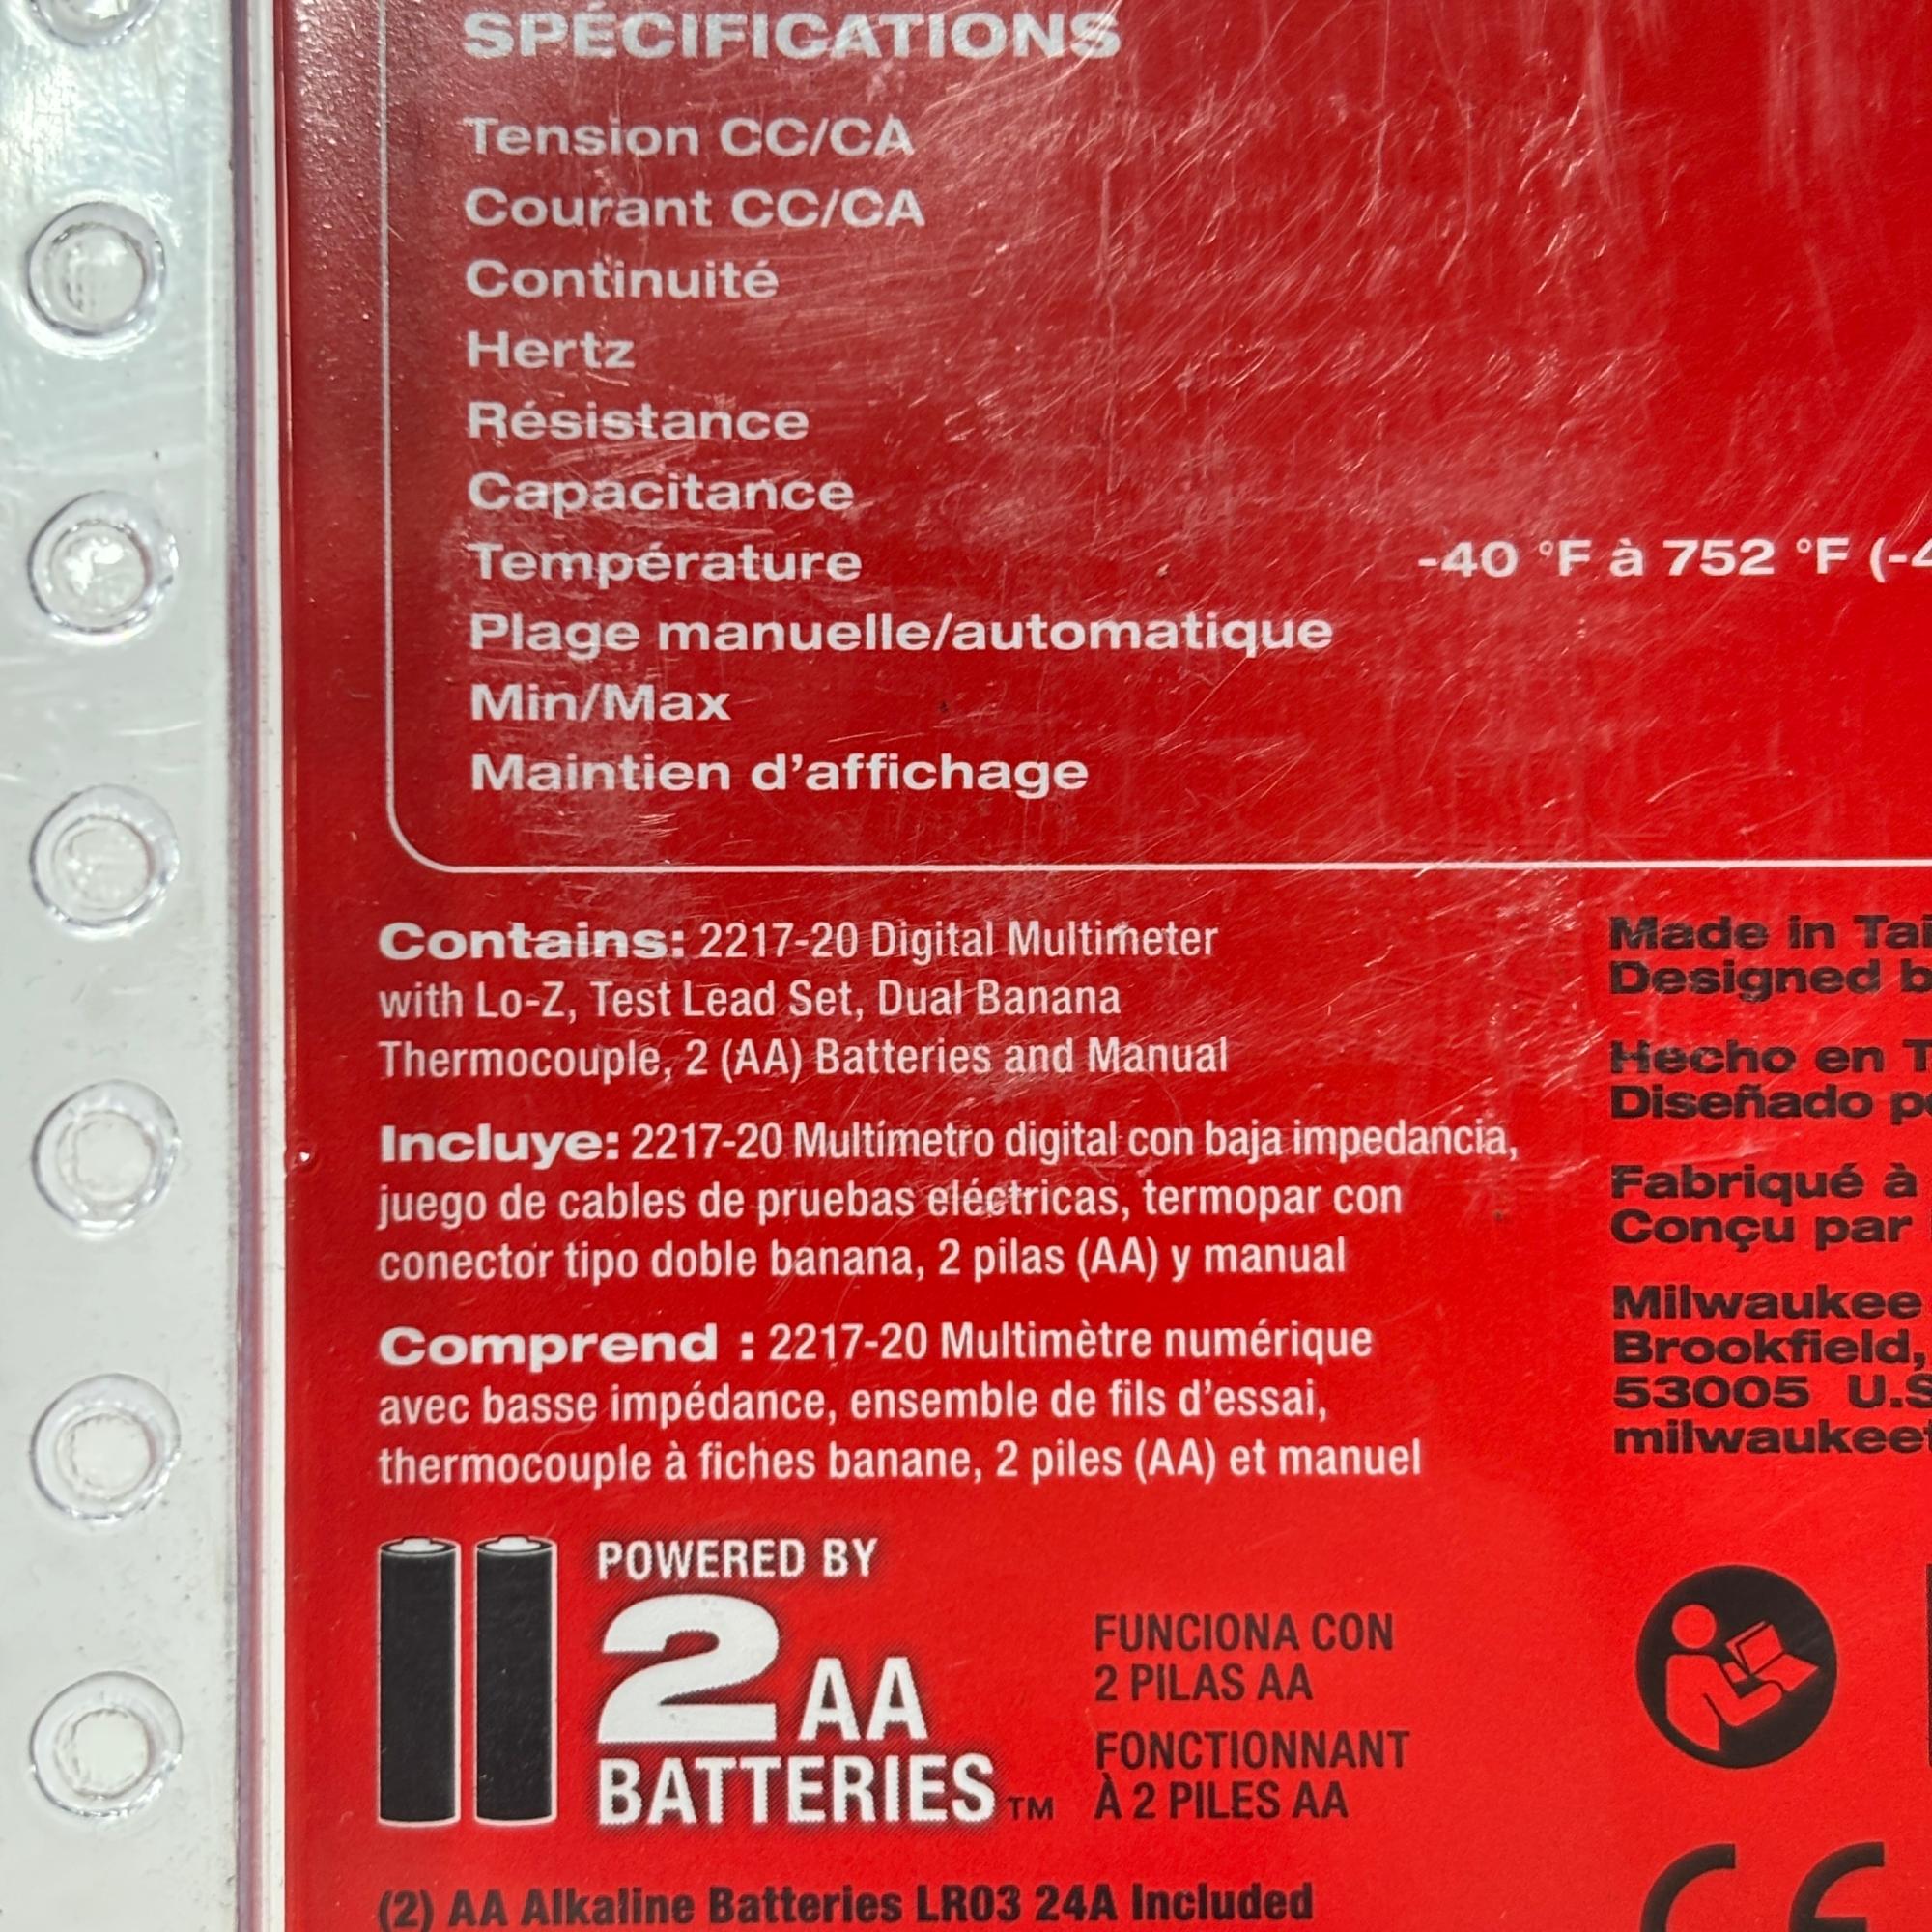 SPÉCIFICATIONS
Tension CC/CA
Courant CC/CA
Continuité
Hertz
Résistance
Capacitance
Température -40 °F à 752 °F
Plage manuelle/automatique
Min/Max
Maintien d'affichage
Contains: 2217-20 Digital Multimeter
with Lo-Z, Test Lead Set, Dual Banana
Thermocouple, 2 (AA) Batteries and Manual
Incluye: 2217-20 Multímetro digital con baja impedancia,
juego de cables de pruebas eléctricas, termopar con
conector tipo doble banana, 2 pilas (AA) y manual
Comprend : 2217-20 Multimètre numérique
avec basse impédance, ensemble de fils d'essai,
thermocouple à fiches banane, 2 piles (AA) et manuel
Made in
Designed
Hecho en
Diseñado
Fabriqué à
Conçu par
Milwaukee
Brookfield,
53005
POWERED BY
2 AA
BATTERIES TM
FUNCIONA CON
2 PILAS AA
FONCTIONNANT
À 2 PILES AA
(2) AA Alkaline Batteries LR03 24A Included
CE